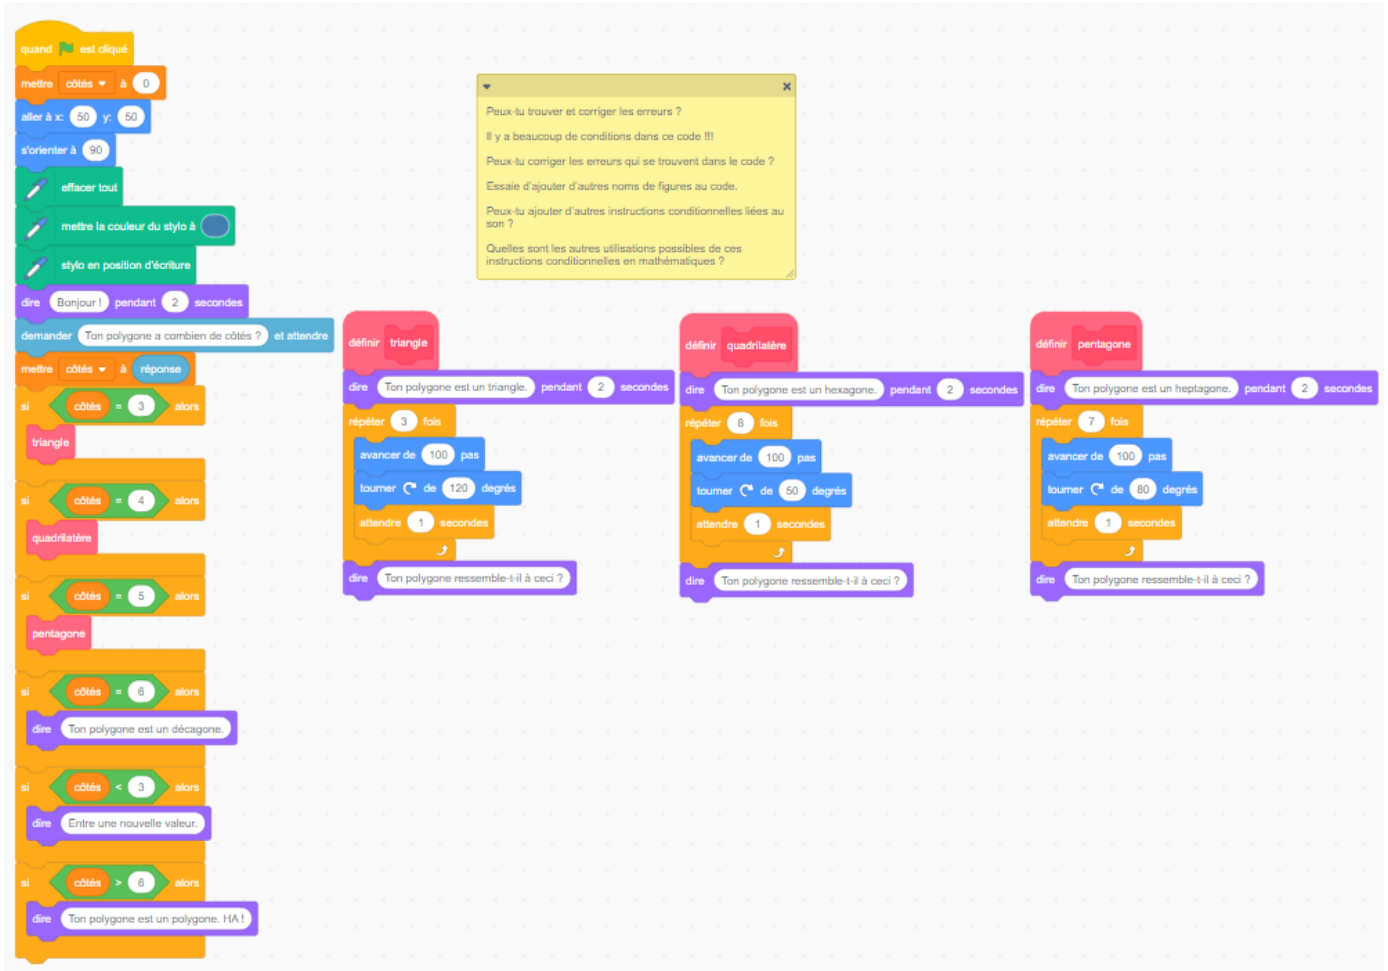 quand est cliqué
mettre côtés à 0
aller à x: 50 y: 50
s'orienter à 90
effacer tout
mettre la couleur du stylo à
stylo en position d'écriture
dire Bonjour ! pendant 2 secondes
demander Ton polygone a combien de côtés ? et attendre
mettre côtés à réponse
si côtés = 3 alors
triangle
si côtés = 4 alors
quadrilatère
si côtés = 5 alors
pentagone
si côtés = 6 alors
dire Ton polygone est un décagone.
si côtés < 3 alors
dire Entre une nouvelle valeur.
si côtés > 6 alors
dire Ton polygone est un polygone. HA !
Peux-tu trouver et corriger les erreurs ?
Il y a beaucoup de conditions dans ce code !!!
Peux-tu corriger les erreurs qui se trouvent dans le code ?
Essaie d'ajouter d'autres noms de figures au code.
Peux-tu ajouter d'autres instructions conditionnelles liées au
son ?
Quelles sont les autres utilisations possibles de ces
instructions conditionnelles en mathématiques ?
définir triangle
dire Ton polygone est un triangle. pendant 2 secondes
répéter 3 fois
avancer de 100 pas
tourner de 120 degrés
attendre 1 secondes
dire Ton polygone ressemble-t-il à ceci ?
définir quadrilatère
dire Ton polygone est un hexagone. pendant 2 secondes
répéter 8 fois
avancer de 100 pas
tourner de 50 degrés
attendre 1 secondes
dire Ton polygone ressemble-t-il à ceci ?
définir pentagone
dire Ton polygone est un heptagone. pendant 2 secondes
répéter 7 fois
avancer de 100 pas
tourner de 80 degrés
attendre 1 secondes
dire Ton polygone ressemble-t-il à ceci ?